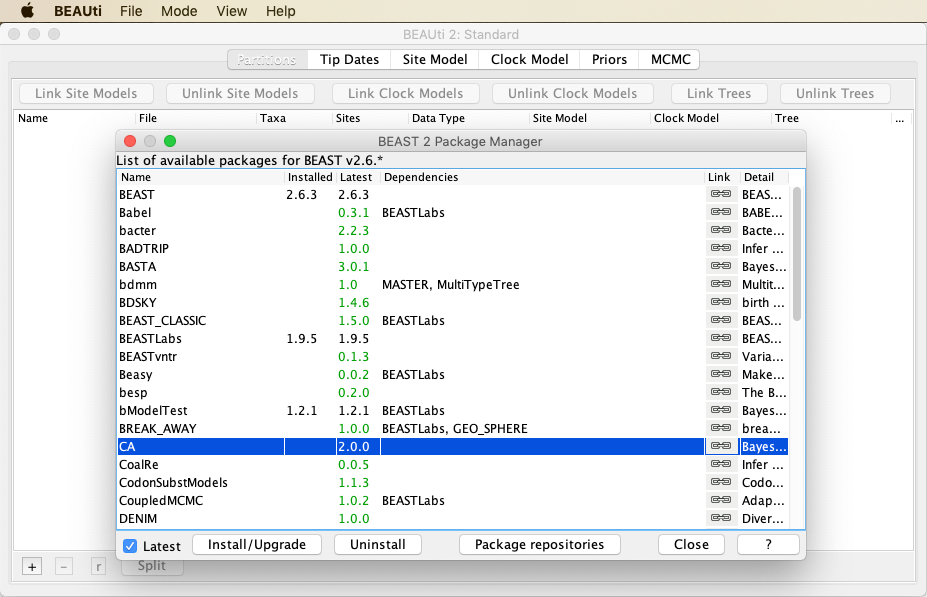 BEAUti File Mode View Help
BEAUti 2: Standard
Partitions Tip Dates Site Model Clock Model Priors MCMC
Link Site Models Unlink Site Models Link Clock Models Unlink Clock Models Link Trees Unlink Trees
Name File Taxa Sites Data Type Site Model Clock Model Tree ...
BEAST 2 Package Manager
List of available packages for BEAST v2.6.*
Name Installed Latest Dependencies Link Detail
BEAST 2.6.3 2.6.3 BEAS...
Babel 0.3.1 BEASTLabs BABE...
bacter 2.2.3 Bacte...
BADTRIP 1.0.0 Infer ...
BASTA 3.0.1 Bayes...
bdmm 1.0 MASTER, MultiTypeTree Multit...
BDSKY 1.4.6 birth ...
BEAST_CLASSIC 1.5.0 BEASTLabs BEAS...
BEASTLabs 1.9.5 1.9.5 BEAS...
BEASTvntr 0.1.3 Varia...
Beasy 0.0.2 BEASTLabs Make...
besp 0.2.0 The B...
bModelTest 1.2.1 1.2.1 BEASTLabs Bayes...
BREAK_AWAY 1.0.0 BEASTLabs, GEO_SPHERE brea...
CA 2.0.0 Bayes...
CoalRe 0.0.5 Infer ...
CodonSubstModels 1.1.3 Codo...
CoupledMCMC 1.0.2 BEASTLabs Adap...
DENIM 1.0.0 Diver...
Latest Install/Upgrade Uninstall Package repositories Close ?
+ - r Split